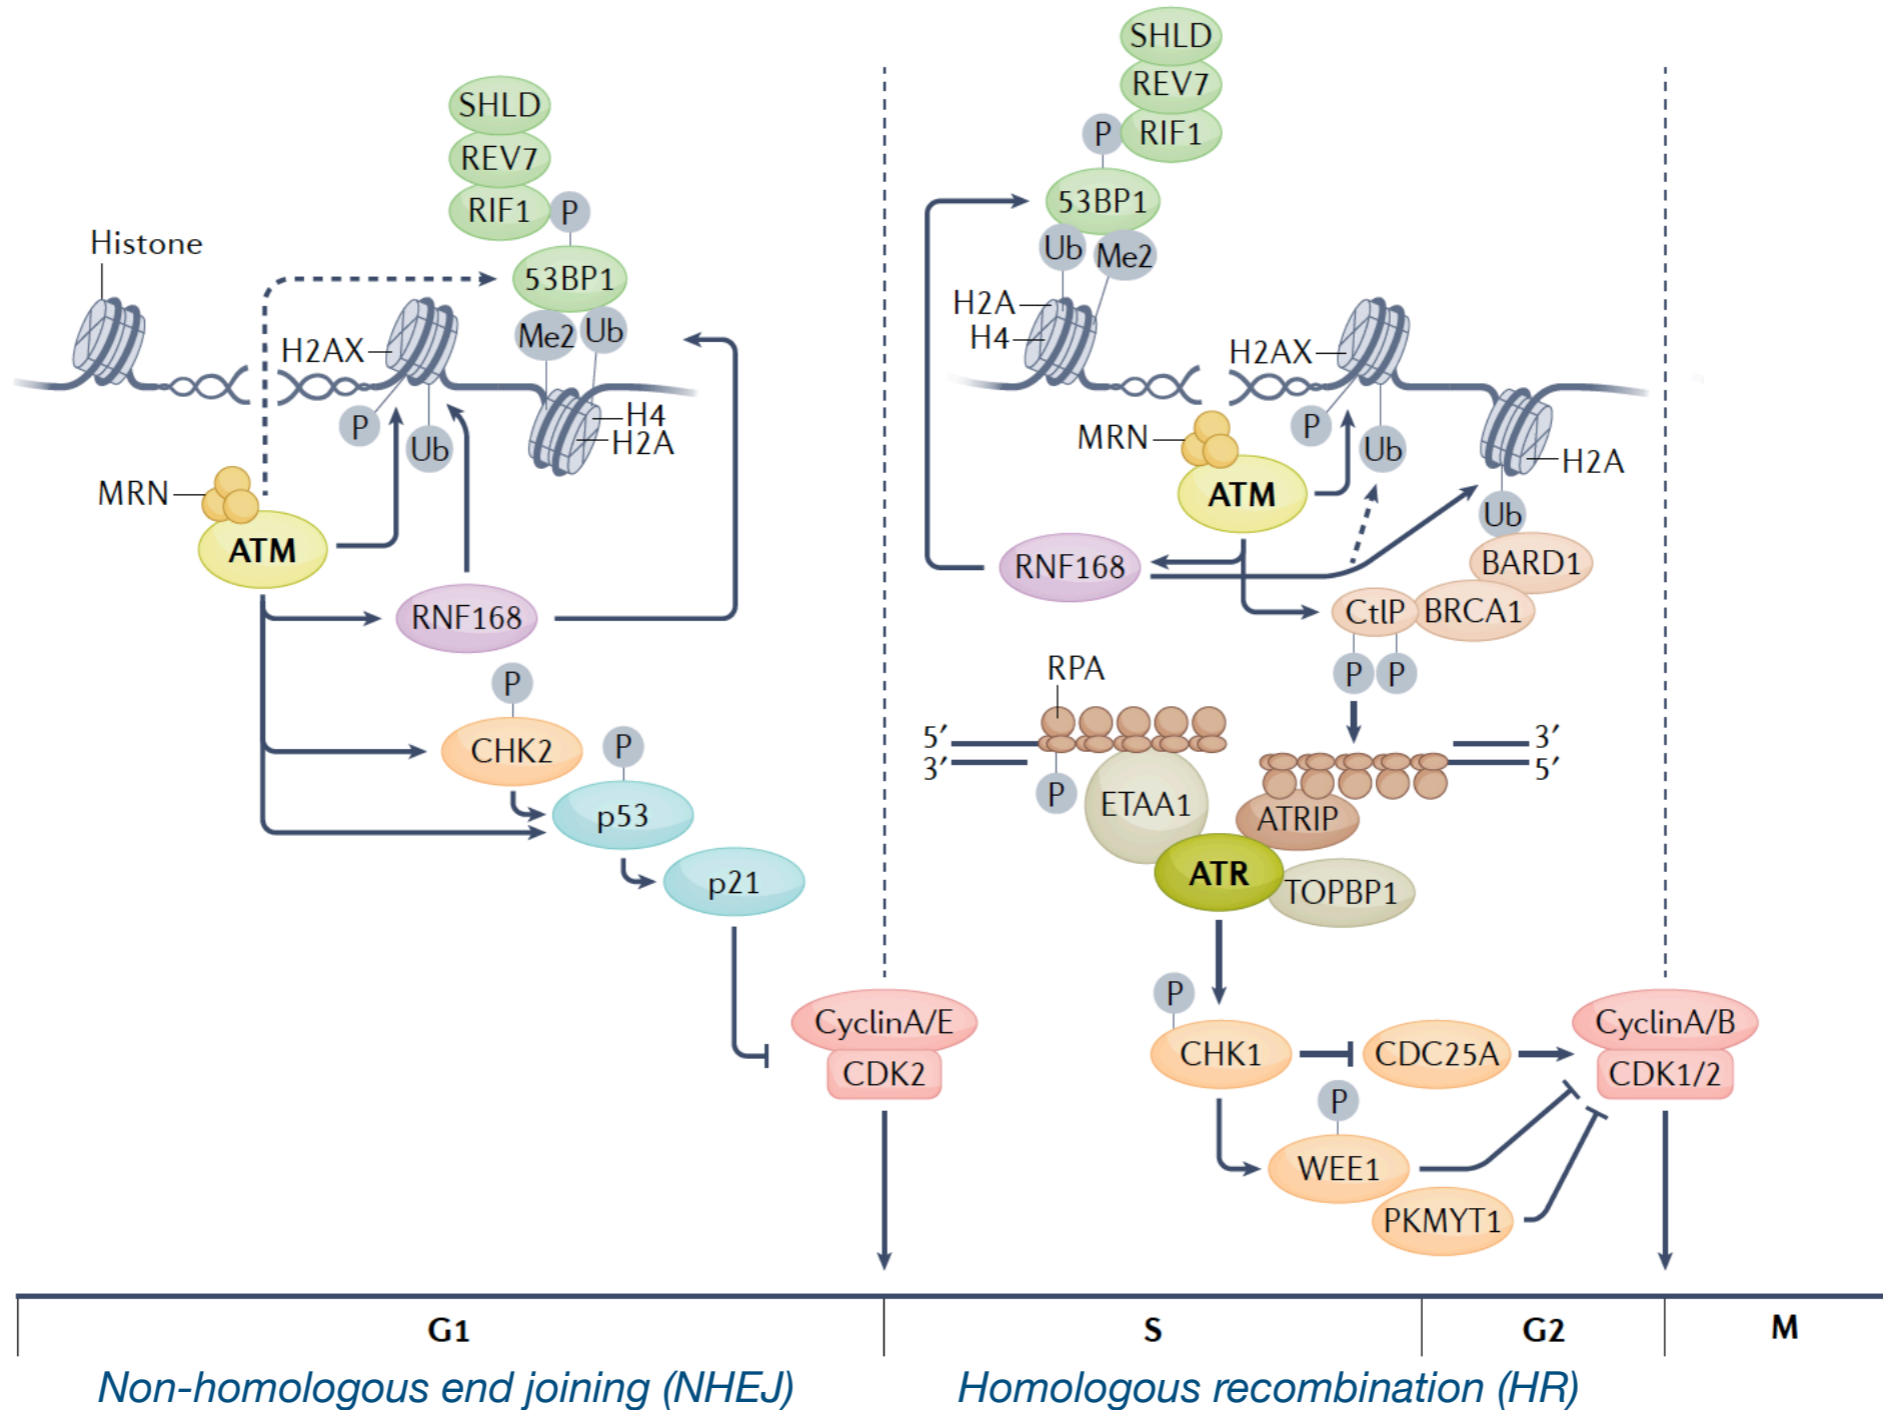 SHLD
REV7
RIF1
P
53BP1
Me2
Ub
Histone
H2AX
P
Ub
H4
H2A
MRN
ATM
RNF168
P
CHK2
P
p53
p21
CyclinA/E
CDK2
SHLD
REV7
P
RIF1
53BP1
Ub
Me2
H2A
H4
H2AX
P
Ub
MRN
ATM
H2A
Ub
BARD1
RNF168
CtIP
BRCA1
P
P
RPA
5′
3′
3′
5′
P
ETAA1
ATRIP
ATR
TOPBP1
P
CHK1
CDC25A
CyclinA/B
CDK1/2
P
WEE1
PKMYT1
G1
S
G2
M
Non-homologous end joining (NHEJ)
Homologous recombination (HR)